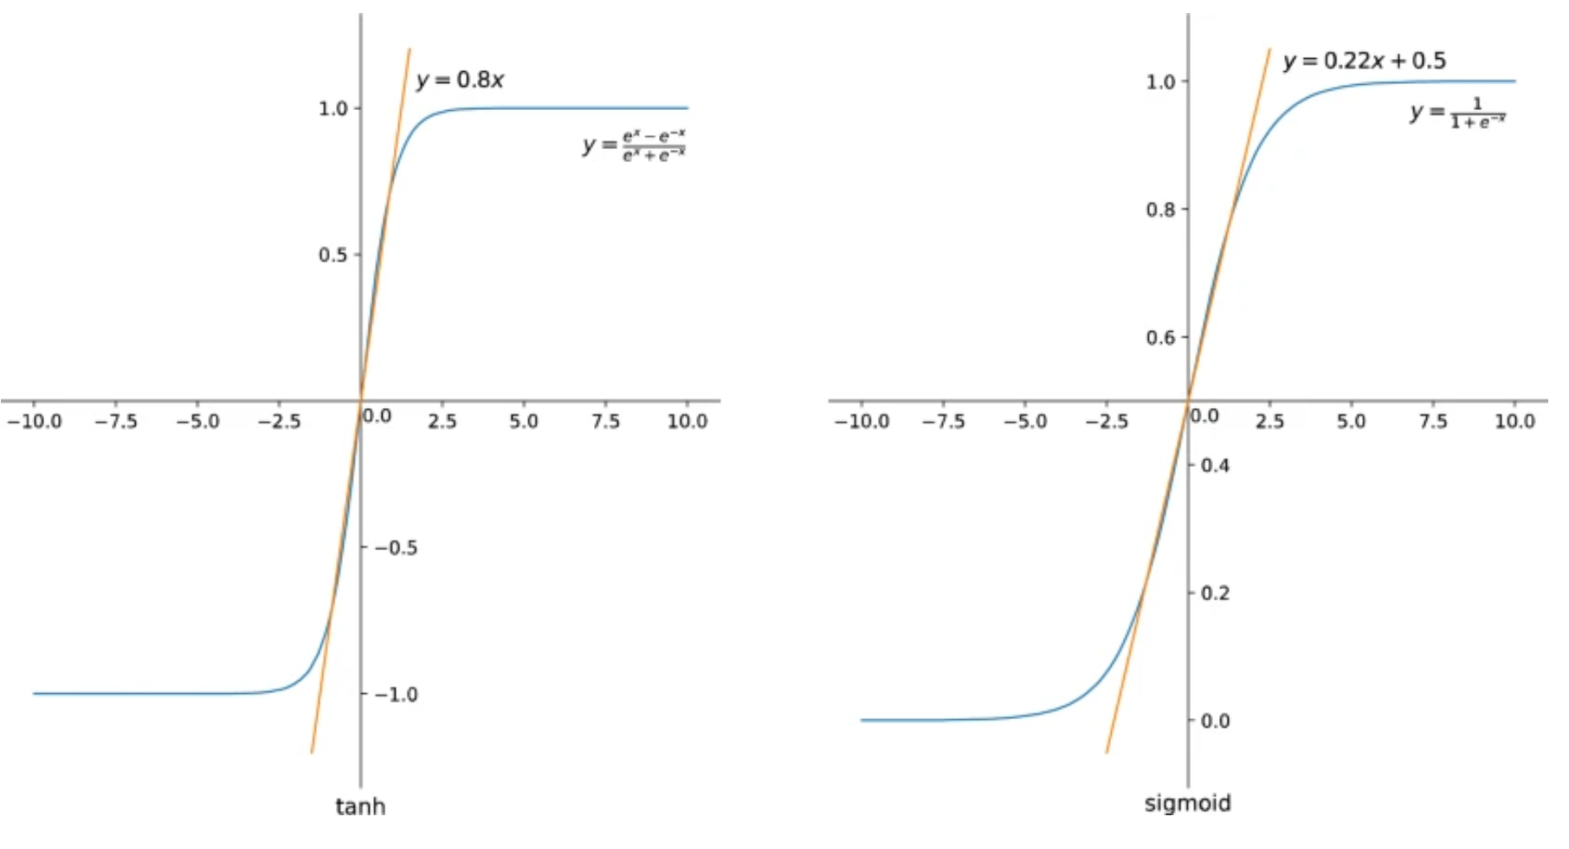 y = 0.8x
1.0
y = \frac{e^x - e^{-x}}{e^x + e^{-x}}
0.5
−10.0 −7.5 −5.0 −2.5 0.0 2.5 5.0 7.5 10.0
−0.5
−1.0
tanh
y = 0.22x + 0.5
1.0
y = \frac{1}{1 + e^{-x}}
0.8
0.6
−10.0 −7.5 −5.0 −2.5 0.0 2.5 5.0 7.5 10.0
0.4
0.2
0.0
sigmoid